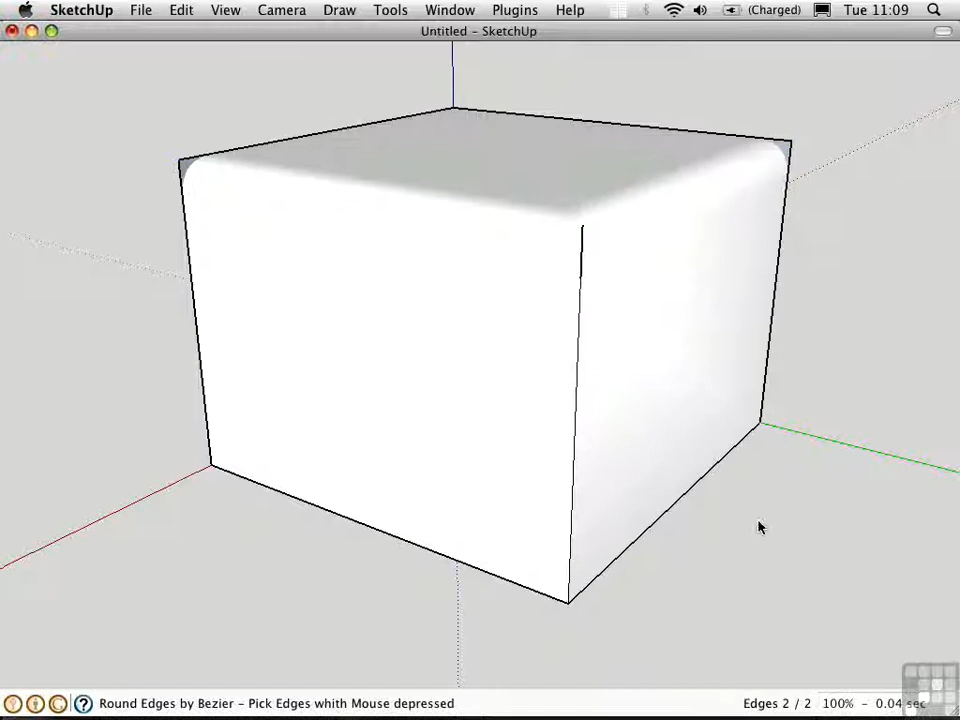 SketchUp File Edit View Camera Draw Tools Window Plugins Help (Charged) Tue 11:09
Untitled - SketchUp
Round Edges by Bezier - Pick Edges whith Mouse depressed Edges 2 / 2 100% - 0.04 sec